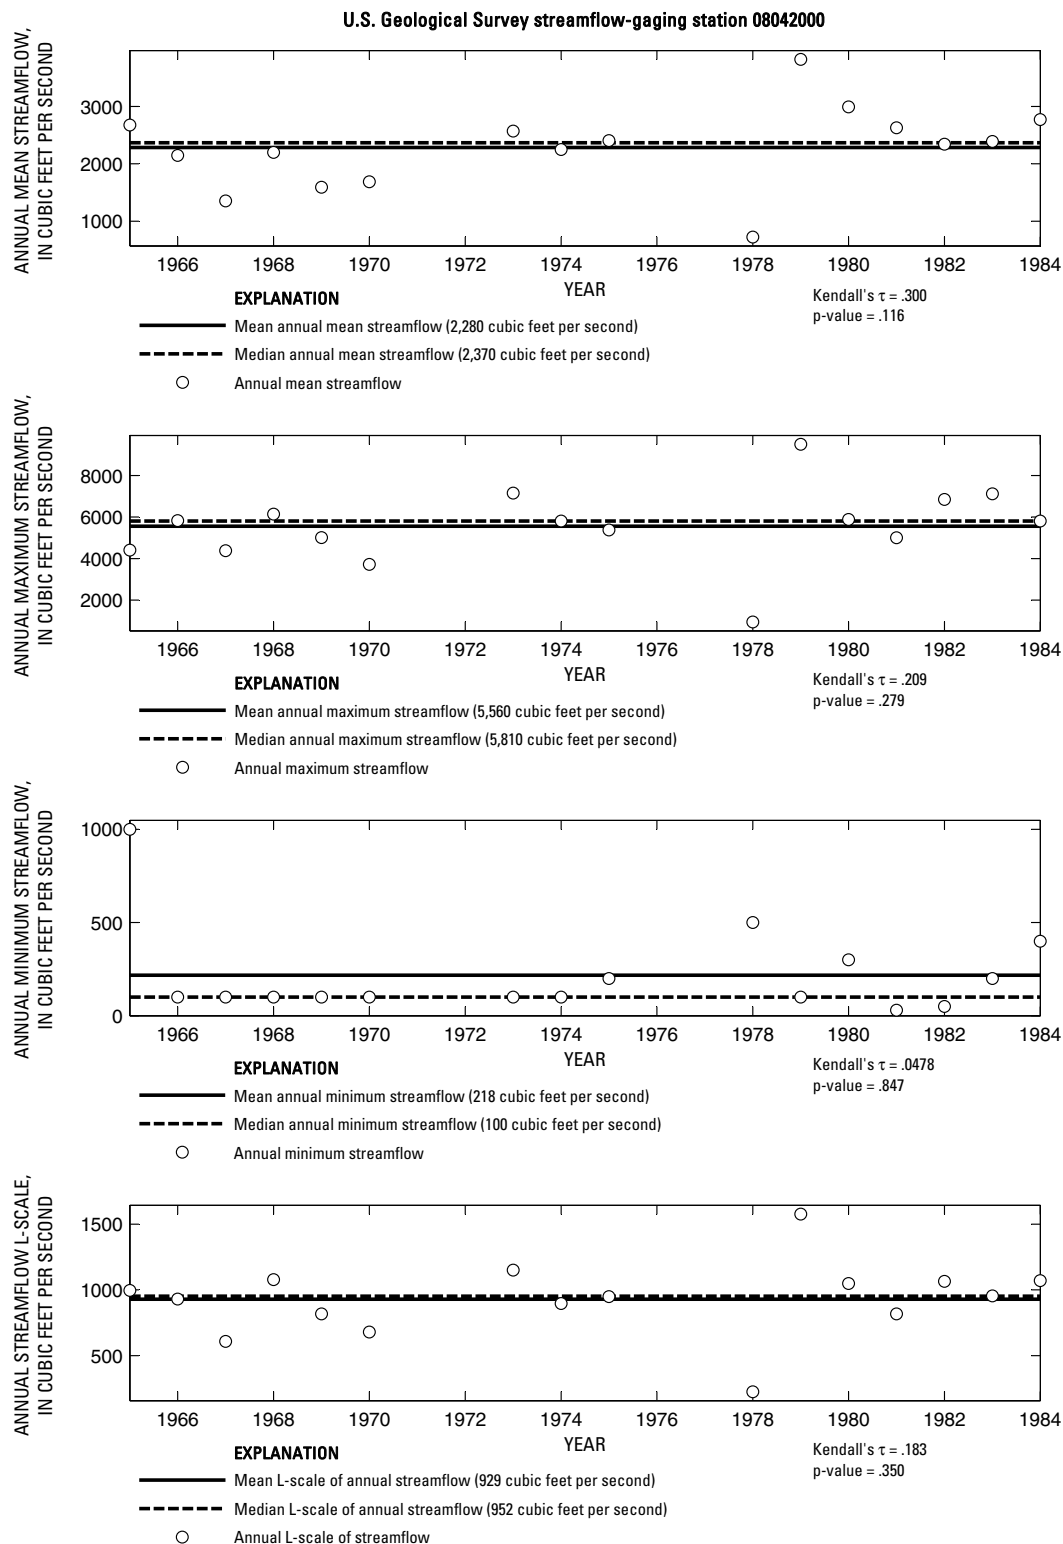 U.S. Geological Survey streamflow-gaging station 08042000
ANNUAL MEAN STREAMFLOW,
IN CUBIC FEET PER SECOND
3000
2000
1000
1966 1968 1970 1972 1974 1976 1978 1980 1982 1984
YEAR
EXPLANATION
Mean annual mean streamflow (2,280 cubic feet per second)
Median annual mean streamflow (2,370 cubic feet per second)
Annual mean streamflow
Kendall's τ = .300
p-value = .116
ANNUAL MAXIMUM STREAMFLOW,
IN CUBIC FEET PER SECOND
8000
6000
4000
2000
1966 1968 1970 1972 1974 1976 1978 1980 1982 1984
YEAR
EXPLANATION
Mean annual maximum streamflow (5,560 cubic feet per second)
Median annual maximum streamflow (5,810 cubic feet per second)
Annual maximum streamflow
Kendall's τ = .209
p-value = .279
ANNUAL MINIMUM STREAMFLOW,
IN CUBIC FEET PER SECOND
1000
500
0
1966 1968 1970 1972 1974 1976 1978 1980 1982 1984
YEAR
EXPLANATION
Mean annual minimum streamflow (218 cubic feet per second)
Median annual minimum streamflow (100 cubic feet per second)
Annual minimum streamflow
Kendall's τ = .0478
p-value = .847
ANNUAL STREAMFLOW L-SCALE,
IN CUBIC FEET PER SECOND
1500
1000
500
1966 1968 1970 1972 1974 1976 1978 1980 1982 1984
YEAR
EXPLANATION
Mean L-scale of annual streamflow (929 cubic feet per second)
Median L-scale of annual streamflow (952 cubic feet per second)
Annual L-scale of streamflow
Kendall's τ = .183
p-value = .350